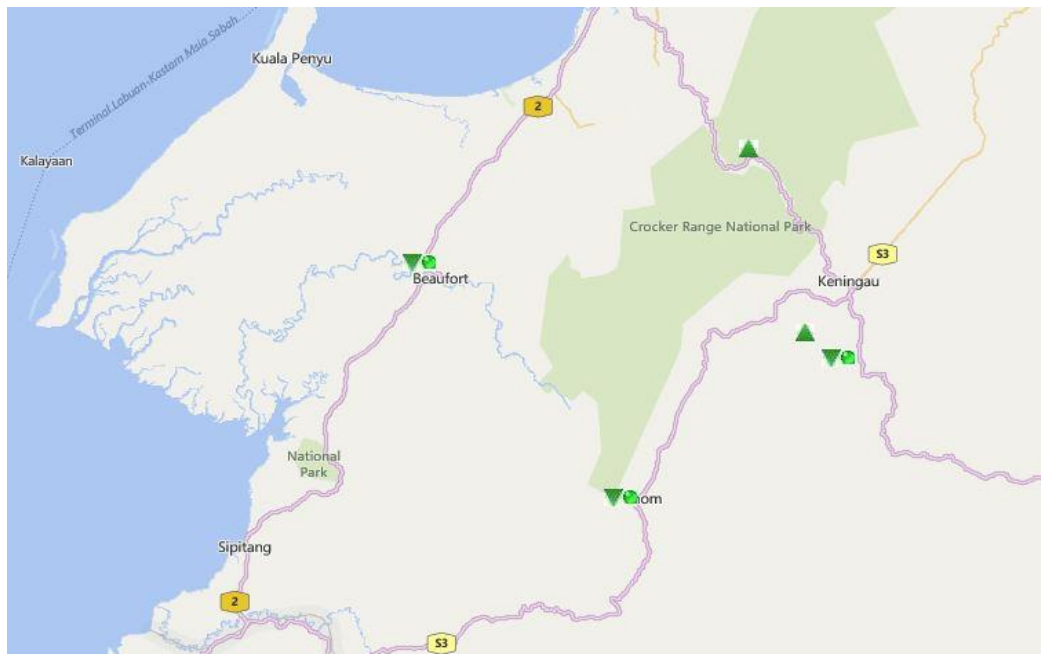 Kuala Penyu
Terminal Labuan-Kastam Msia Sabah
2
Kalayaan
Crocker Range National Park
S3
Beaufort
Keningau
National
Park
Sipitang
2
S3